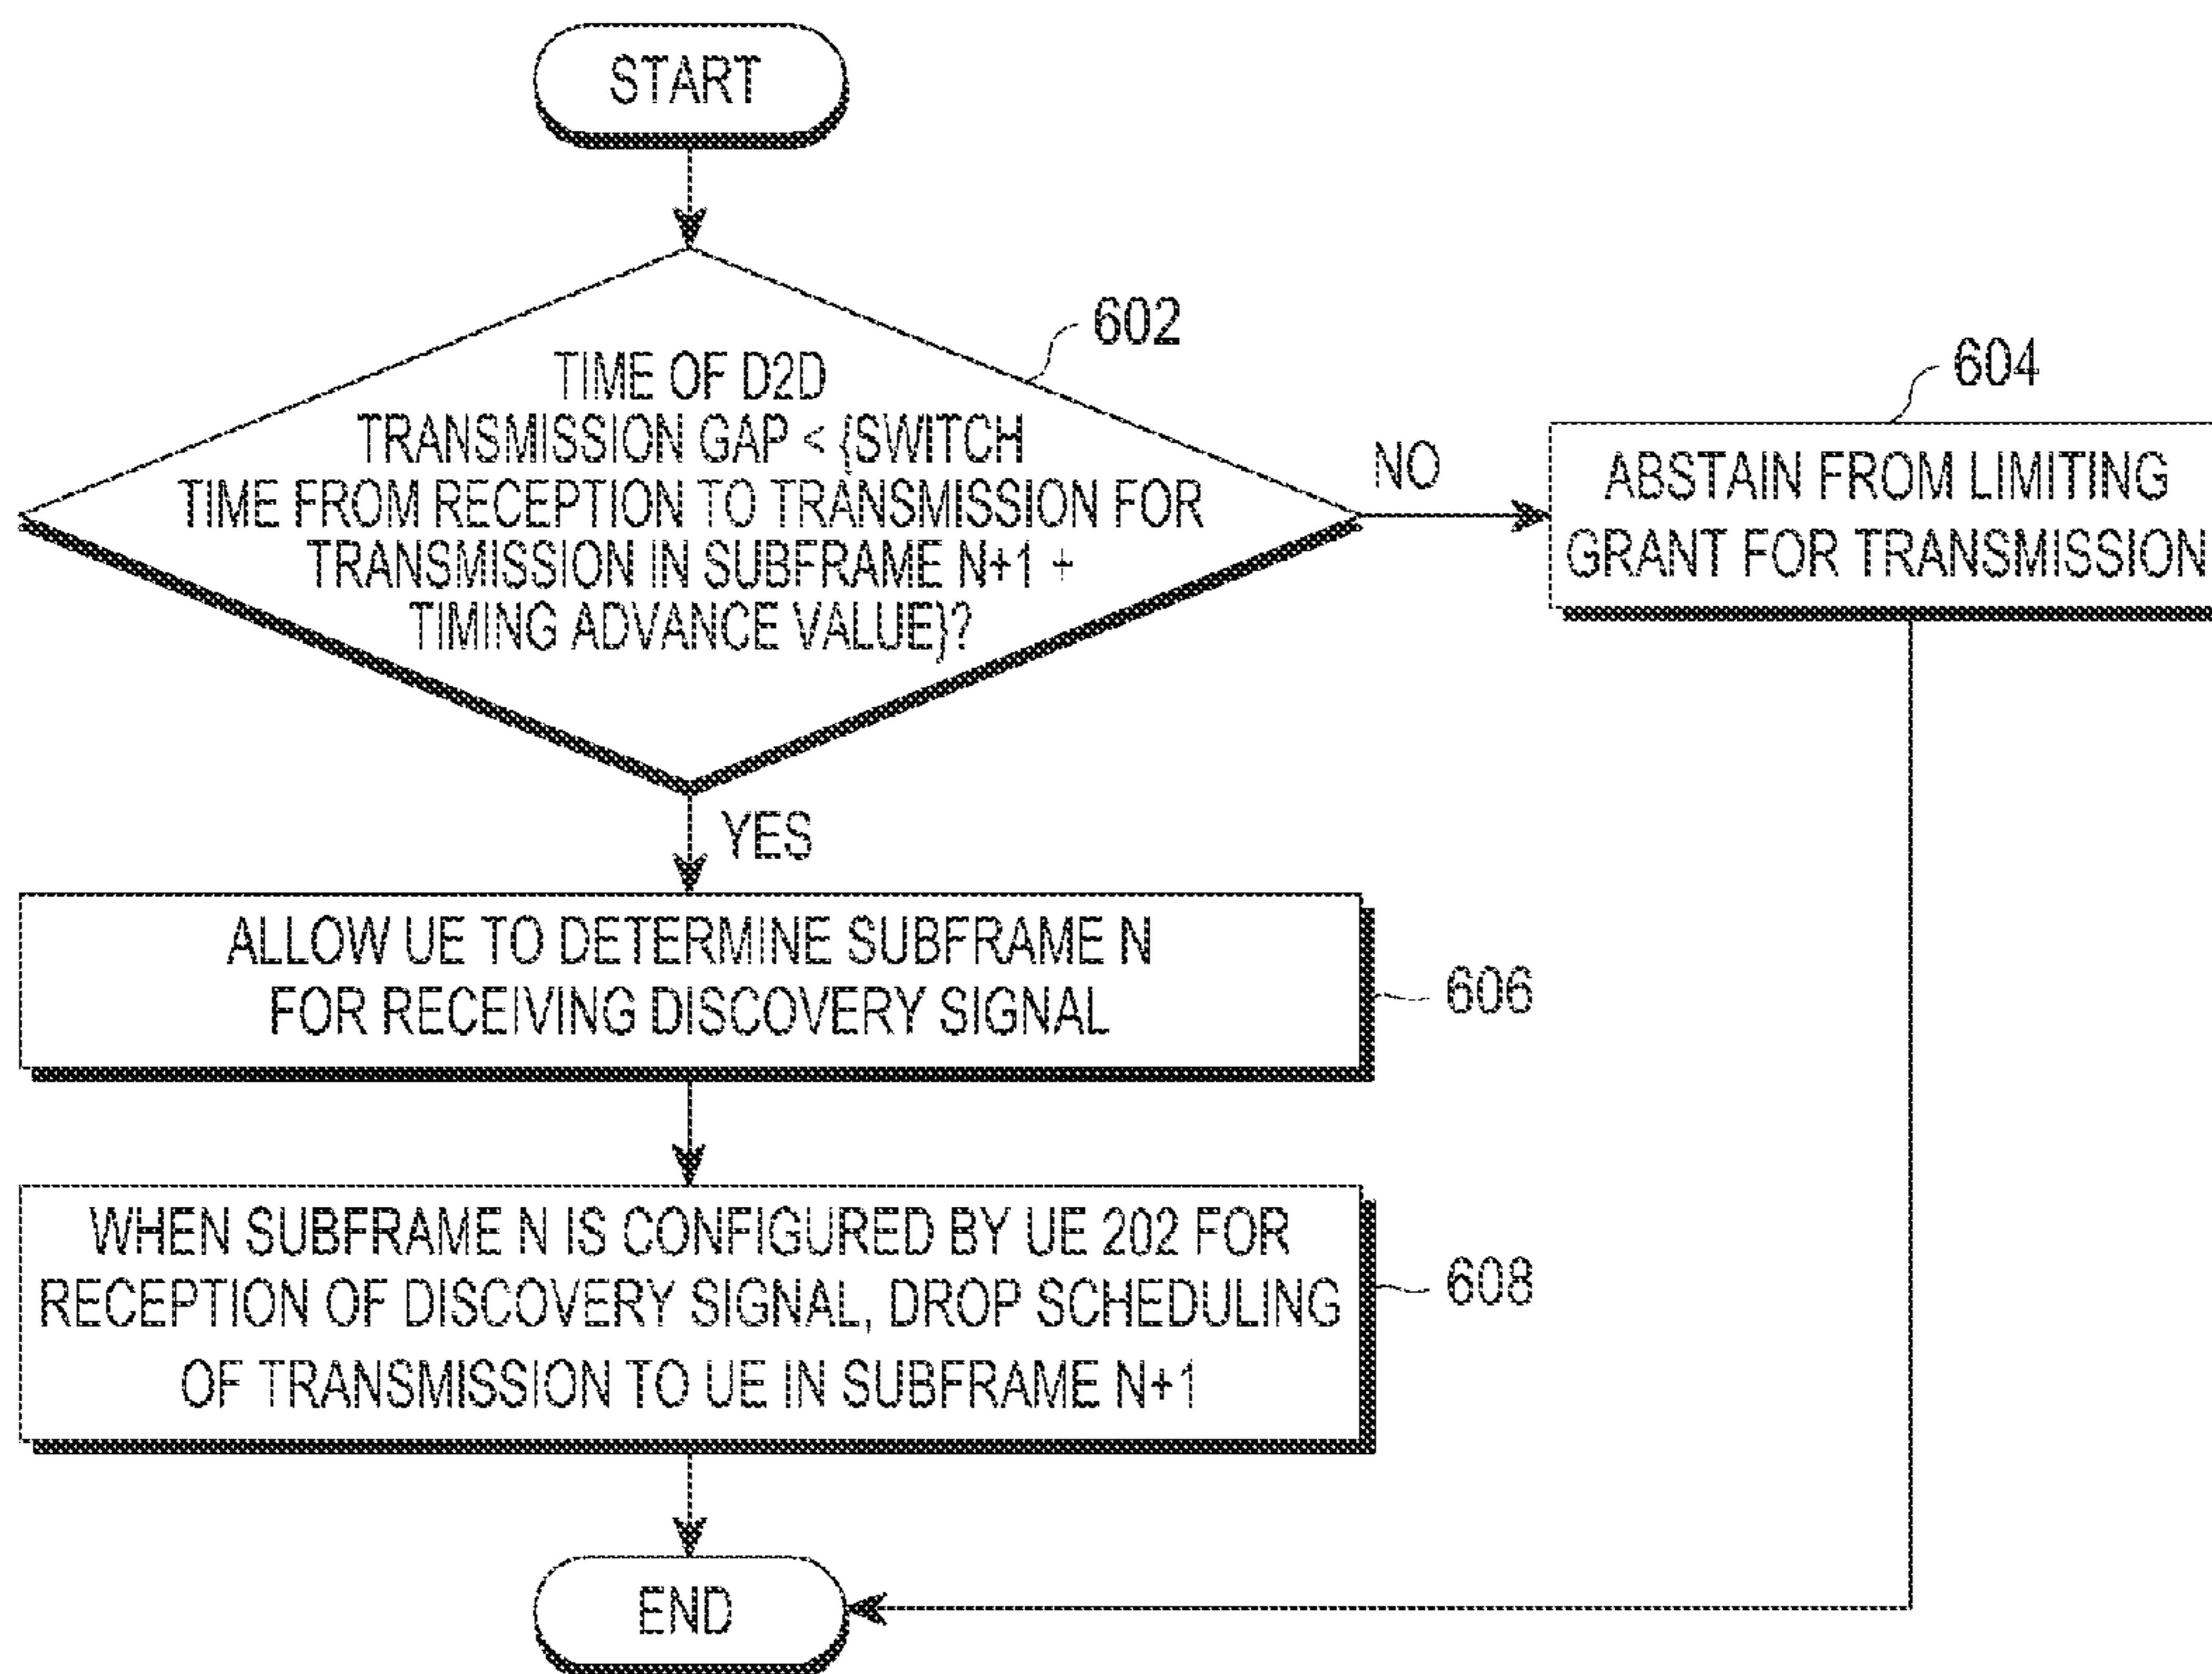 START
602
TIME OF D2D
TRANSMISSION GAP < {SWITCH
TIME FROM RECEPTION TO TRANSMISSION FOR
TRANSMISSION IN SUBFRAME N+1 +
TIMING ADVANCE VALUE}?
NO
604
ABSTAIN FROM LIMITING
GRANT FOR TRANSMISSION
YES
ALLOW UE TO DETERMINE SUBFRAME N
FOR RECEIVING DISCOVERY SIGNAL
606
WHEN SUBFRAME N IS CONFIGURED BY UE 202 FOR
RECEPTION OF DISCOVERY SIGNAL, DROP SCHEDULING
OF TRANSMISSION TO UE IN SUBFRAME N+1
608
END